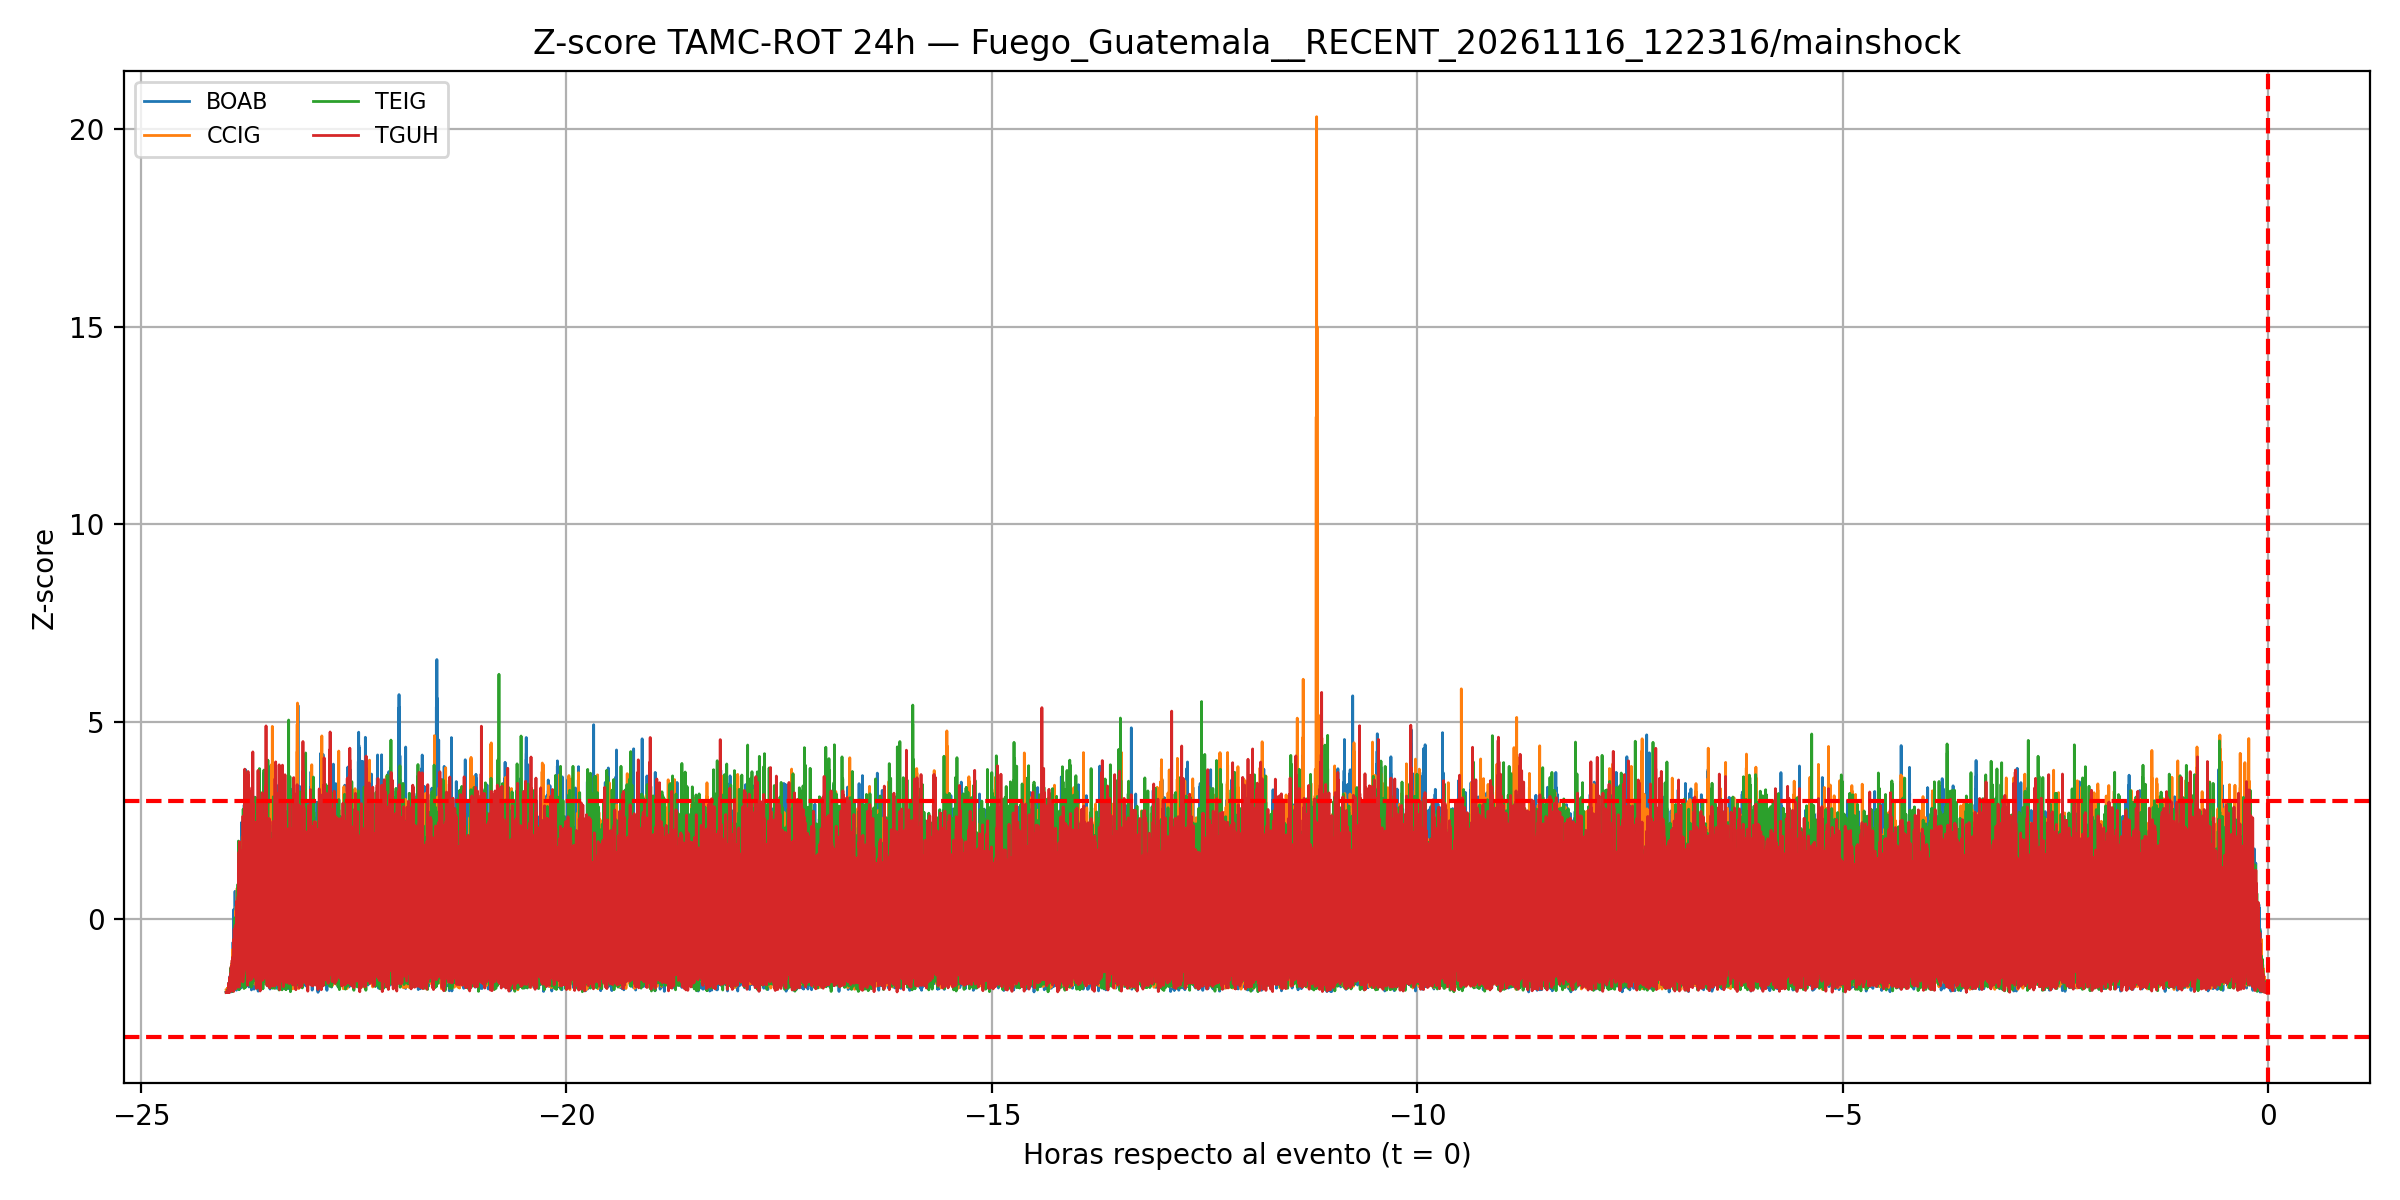 Z-score TAMC-ROT 24h — Fuego_Guatemala__RECENT_20261116_122316/mainshock
BOAB
CCIG
TEIG
TGUH
Z-score
20
15
10
5
0
−25
−20
−15
−10
−5
0
Horas respecto al evento (t = 0)